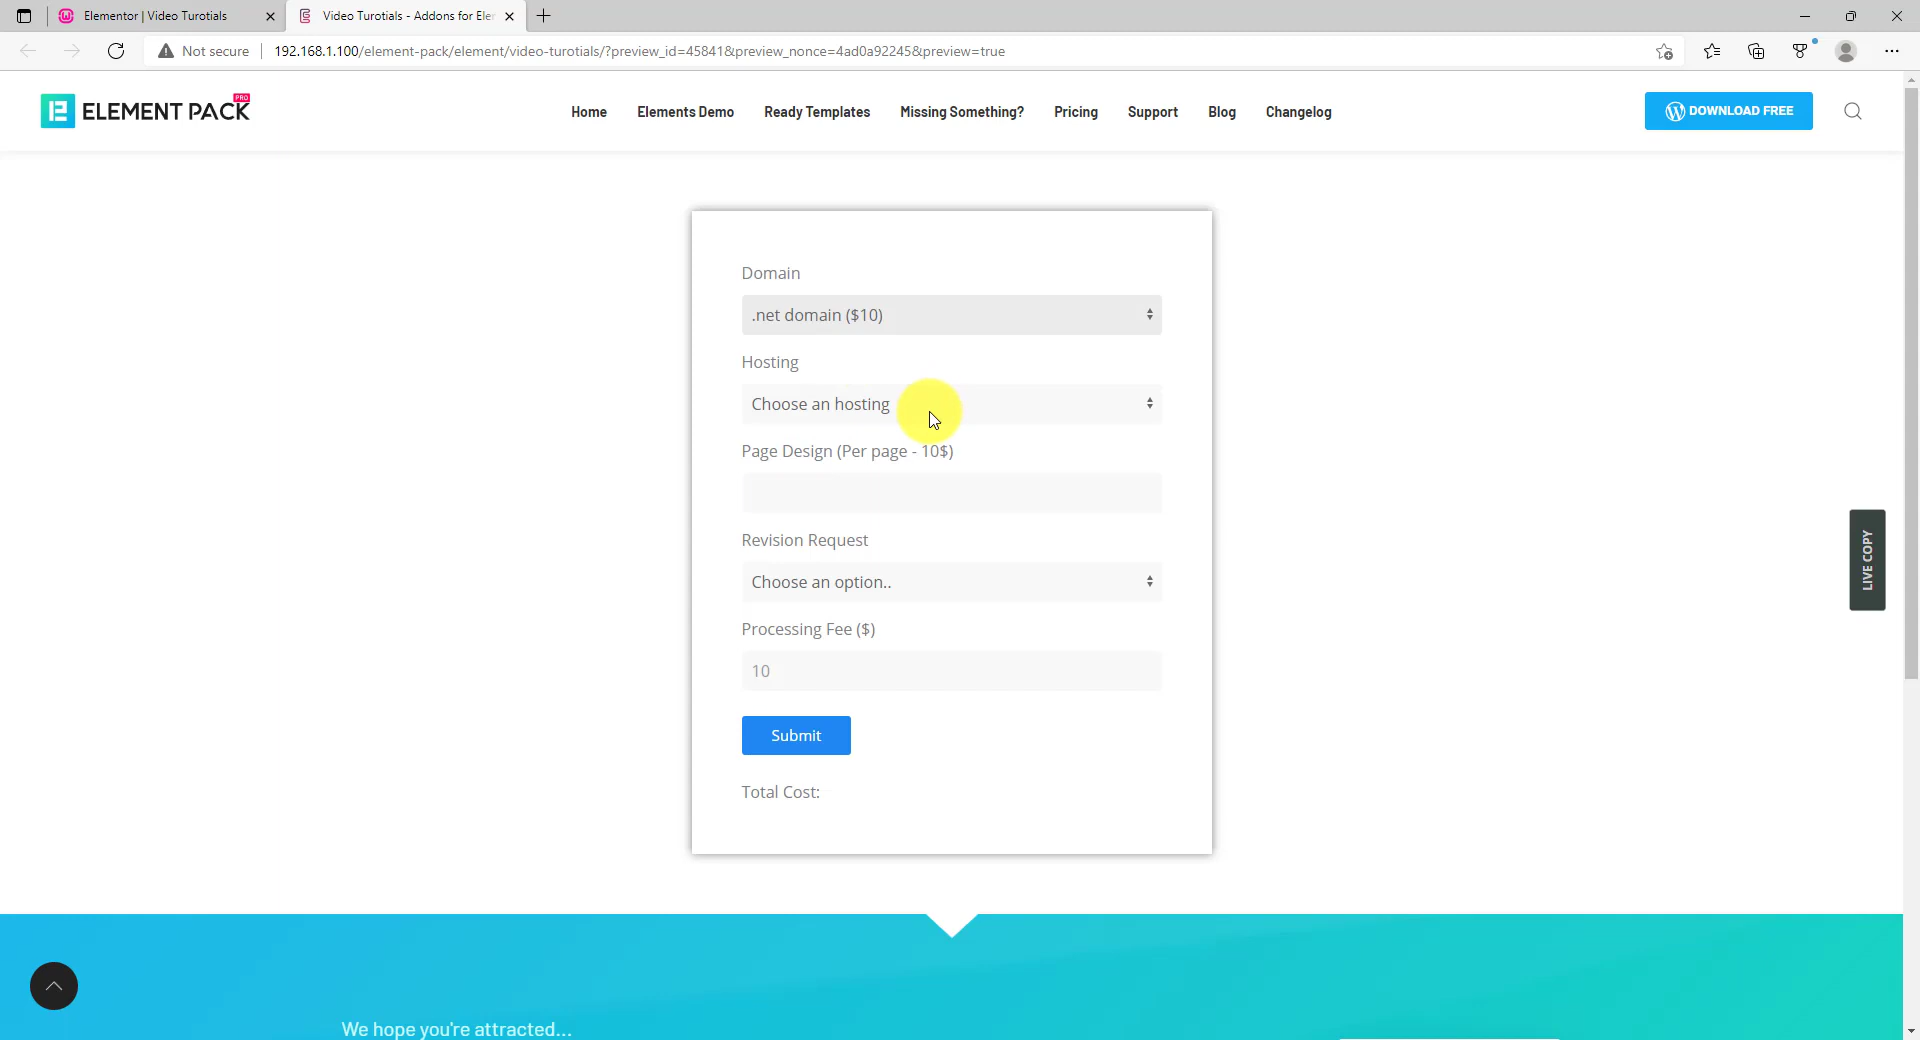 Elementor | Video Turotials
Video Turotials - Addons for Eler
Not secure
192.168.1.100/element-pack/element/video-turotials/?preview_id=45841&preview_nonce=4ad0a92245&preview=true
ELEMENT PACK
PRO
Home
Elements Demo
Ready Templates
Missing Something?
Pricing
Support
Blog
Changelog
DOWNLOAD FREE
Domain
.net domain ($10)
Hosting
Choose an hosting
Page Design (Per page - 10$)
Revision Request
Choose an option..
Processing Fee ($)
10
Submit
Total Cost:
LIVE COPY
We hope you're attracted...